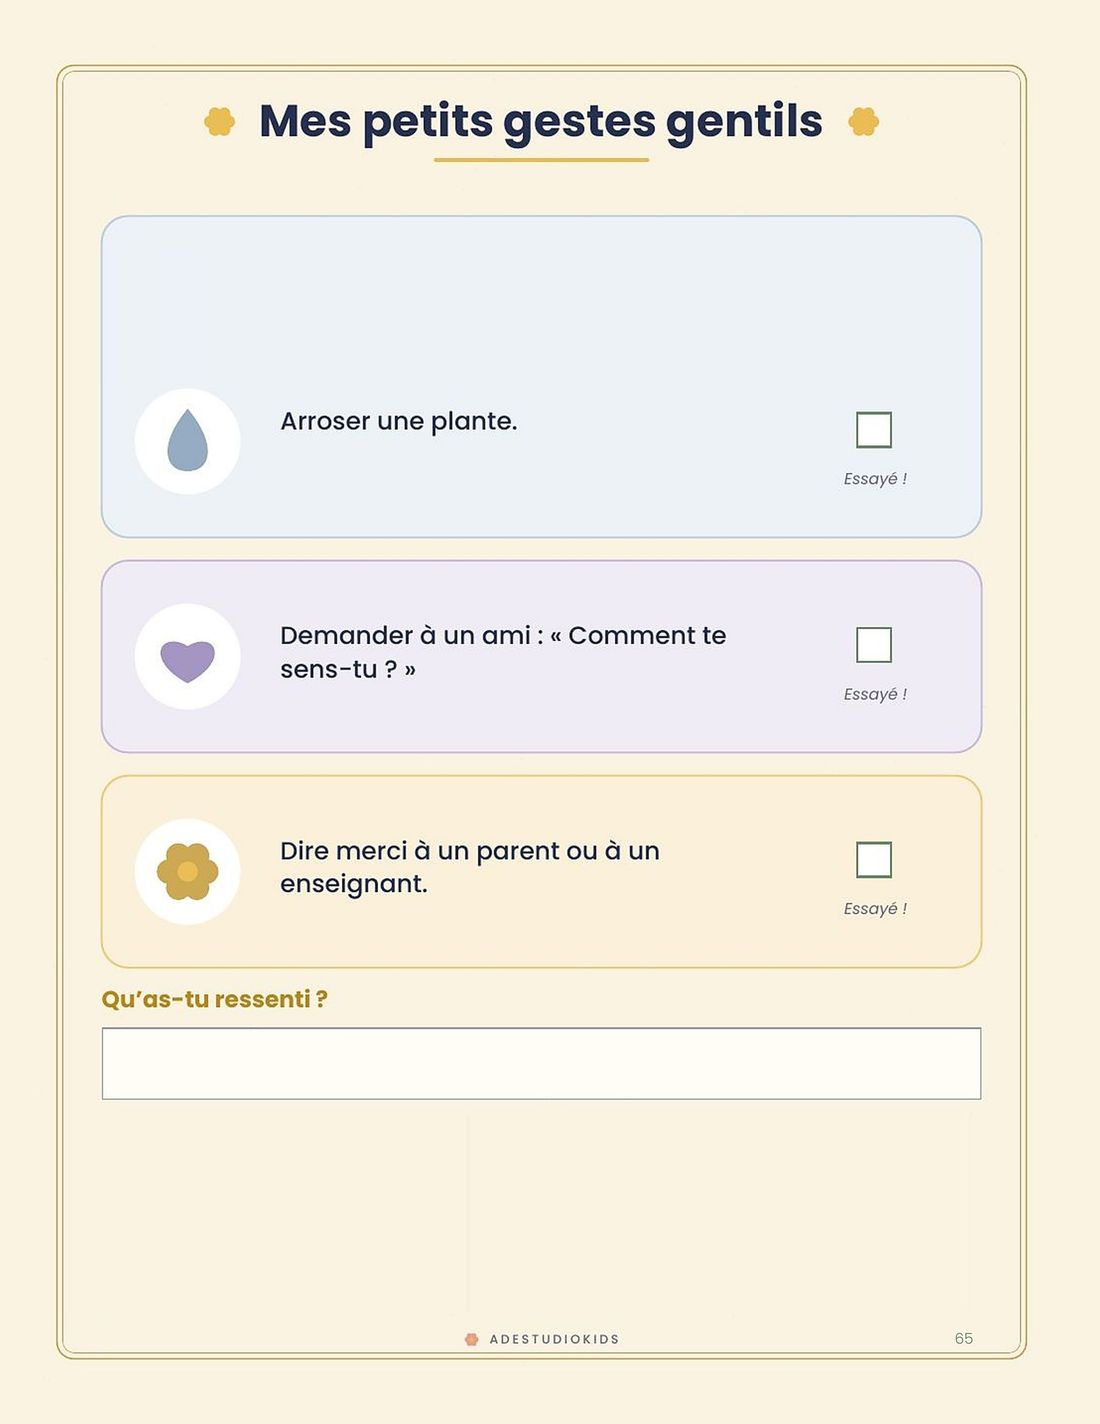 Mes petits gestes gentils
Arroser une plante.
Essayé !
Demander à un ami : « Comment te
sens-tu ? »
Essayé !
Dire merci à un parent ou à un
enseignant.
Essayé !
Qu’as-tu ressenti ?
ADESTUDIOKIDS
65